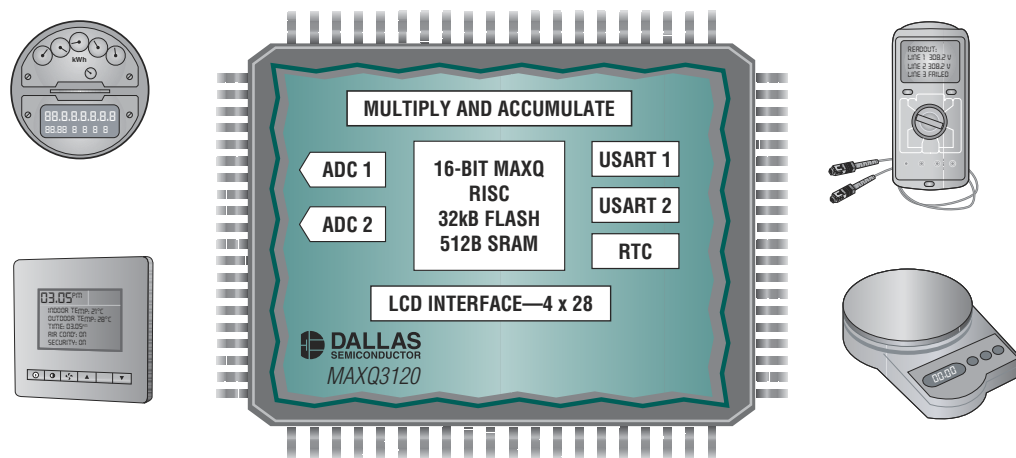 kWh
88.8.8.8.8.8
88.88 8 8 8 8
MULTIPLY AND ACCUMULATE
ADC 1
ADC 2
16-BIT MAXQ
RISC
32kB FLASH
512B SRAM
USART 1
USART 2
RTC
LCD INTERFACE—4 x 28
DALLAS
SEMICONDUCTOR
MAXQ3120
READOUT:
LINE 1 308.2 V
LINE 2 308.2 V
LINE 3 FAILED
03.05PM
INDOOR TEMP: 21°C
OUTDOOR TEMP: 28°C
TIME: 03.05PM
AIR COND': ON
SECURITY: ON
00:00